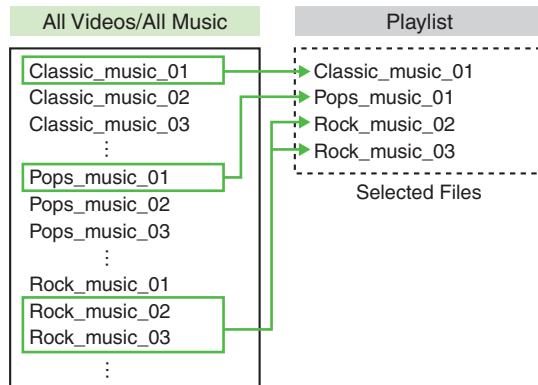 All Videos/All Music
Classic_music_01
Classic_music_02
Classic_music_03
⋮
Pops_music_01
Pops_music_02
Pops_music_03
⋮
Rock_music_01
Rock_music_02
Rock_music_03
⋮
Playlist
Classic_music_01
Pops_music_01
Rock_music_02
Rock_music_03
Selected Files